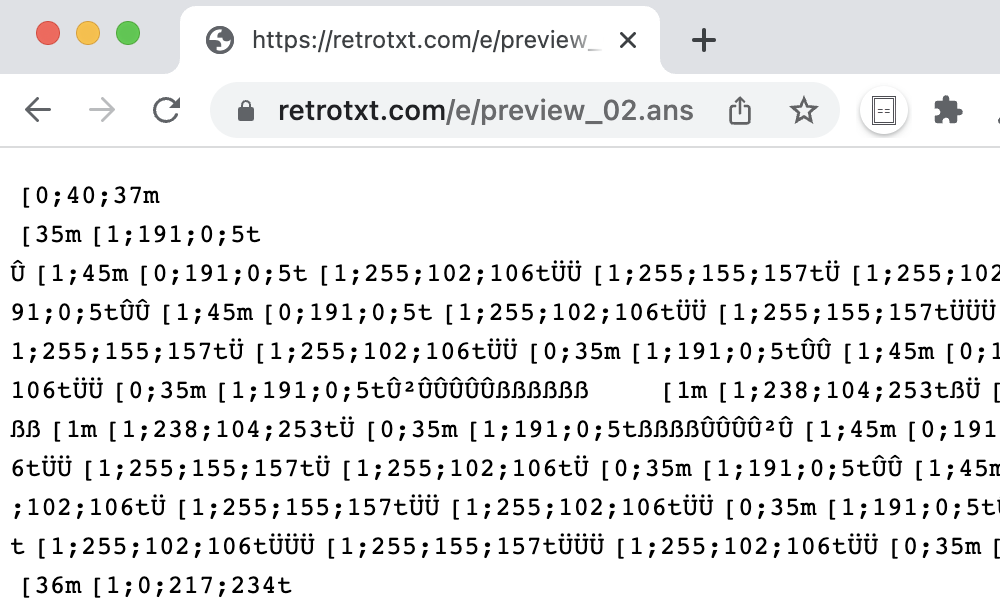 https://retrotxt.com/e/preview_
retrotxt.com/e/preview_02.ans
[0;40;37m
[35m [1;191;0;5t
Û [1;45m [0;191;0;5t [1;255;102;106tÜÜ [1;255;155;157tÜ [1;255;102
91;0;5tÛÛ [1;45m [0;191;0;5t [1;255;102;106tÜÜ [1;255;155;157tÜÜÜ
1;255;155;157tÜ [1;255;102;106tÜÜ [0;35m [1;191;0;5tÛÛ [1;45m [0;1
106tÜÜ [0;35m [1;191;0;5tÛ²ÛÛÛÛÛßßßßßß [1m [1;238;104;253tßÜ [
ßß [1m [1;238;104;253tÜ [0;35m [1;191;0;5tßßßßÛÛÛÛ²Û [1;45m [0;191
6tÜÜ [1;255;155;157tÜ [1;255;102;106tÜ [0;35m [1;191;0;5tÛÛ [1;45m
;102;106tÜ [1;255;155;157tÜÜ [1;255;102;106tÜÜ [0;35m [1;191;0;5t
t [1;255;102;106tÜÜÜ [1;255;155;157tÜÜÜ [1;255;102;106tÜÜ [0;35m [
[36m [1;0;217;234t